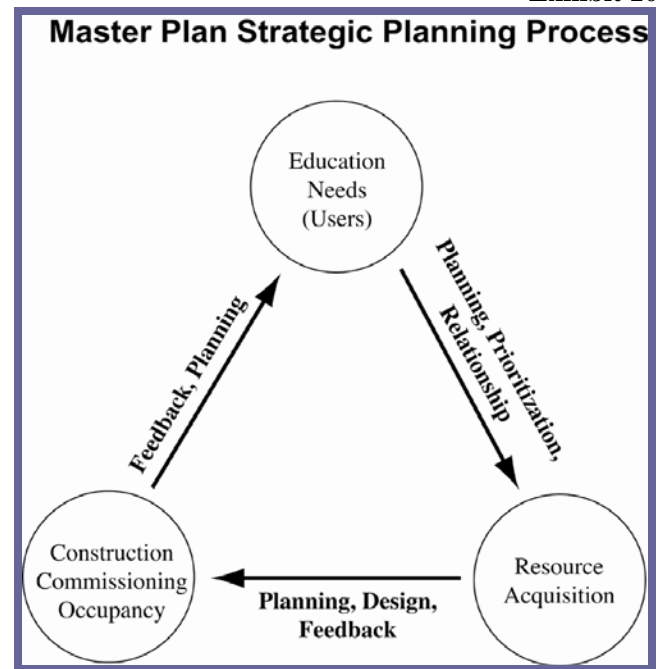 Master Plan Strategic Planning Process
Education
Needs
(Users)
Planning, Prioritization,
Relationship
Feedback, Planning
Construction
Commissioning
Occupancy
Resource
Acquisition
Planning, Design,
Feedback